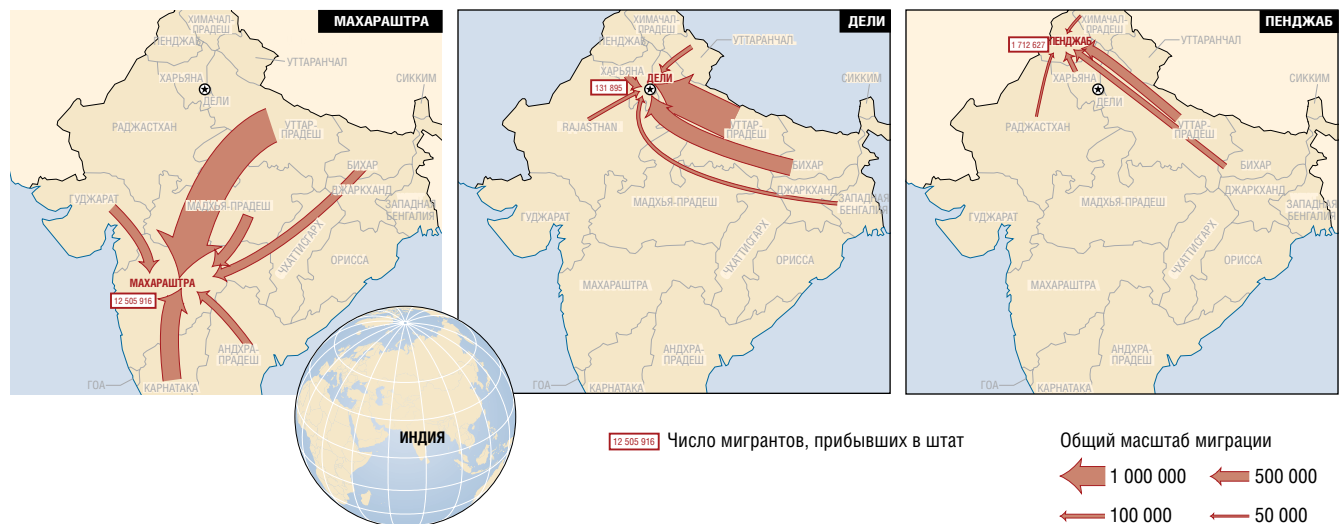 МАХАРАШТРА
ХИМАЧАЛ-
ПРАДЕШ
ПЕНДЖАБ
УТТАРАНЧАЛ
ХАРЬЯНА
СИККИМ
ДЕЛИ
РАДЖАСТХАН
УТТАР-
ПРАДЕШ
БИХАР
ДЖАРКХАНД
ГУДЖАРАТ
МАДХЬЯ-ПРАДЕШ
ЗАПАДНАЯ
БЕНГАЛИЯ
ЧХАТТИСГАРХ
ОРИССА
МАХАРАШТРА
12 505 916
АНДХРА-
ПРАДЕШ
ГОА
КАРНАТАКА
ДЕЛИ
ХИМАЧАЛ-
ПРАДЕШ
ПЕНДЖАБ
УТТАРАНЧАЛ
ХАРЬЯНА
ДЕЛИ
СИККИМ
131 895
RAJASTHAN
УТТАР-
ПРАДЕШ
БИХАР
ДЖАРКХАНД
МАДХЬЯ-ПРАДЕШ
ЗАПАДНАЯ
БЕНГАЛИЯ
ГУДЖАРАТ
ЧХАТТИСГАРХ
ОРИССА
МАХАРАШТРА
АНДХРА-
ПРАДЕШ
ГОА
КАРНАТАКА
ПЕНДЖАБ
ХИМАЧАЛ-
ПРАДЕШ
1 712 627
ПЕНДЖАБ
УТТАРАНЧАЛ
ХАРЬЯНА
СИККИМ
ДЕЛИ
РАДЖАСТХАН
УТТАР-
ПРАДЕШ
БИХАР
ДЖАРКХАНД
МАДХЬЯ-ПРАДЕШ
ЗАПАДНАЯ
БЕНГАЛИЯ
ГУДЖАРАТ
ЧХАТТИСГАРХ
ОРИССА
МАХАРАШТРА
АНДХРА-
ПРАДЕШ
ГОА
КАРНАТАКА
ИНДИЯ
12 505 916 Число мигрантов, прибывших в штат
Общий масштаб миграции
1 000 000 500 000
100 000 50 000